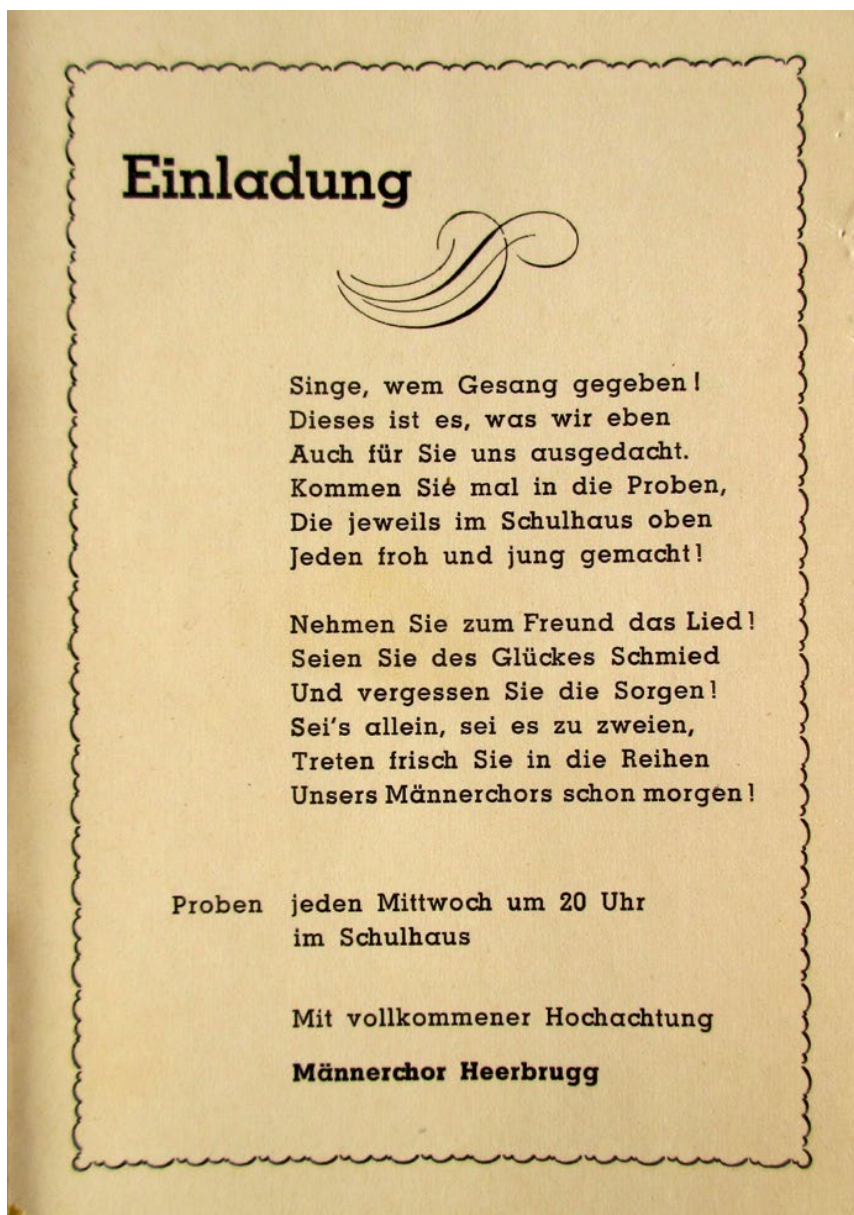 Einladung
Singe, wem Gesang gegeben!
Dieses ist es, was wir eben
Auch für Sie uns ausgedacht.
Kommen Sie mal in die Proben,
Die jeweils im Schulhaus oben
Jeden froh und jung gemacht!
Nehmen Sie zum Freund das Lied!
Seien Sie des Glückes Schmied
Und vergessen Sie die Sorgen!
Sei's allein, sei es zu zweien,
Treten frisch Sie in die Reihen
Unsers Männerchors schon morgen!
Proben jeden Mittwoch um 20 Uhr
im Schulhaus
Mit vollkommener Hochachtung
Männerchor Heerbrugg